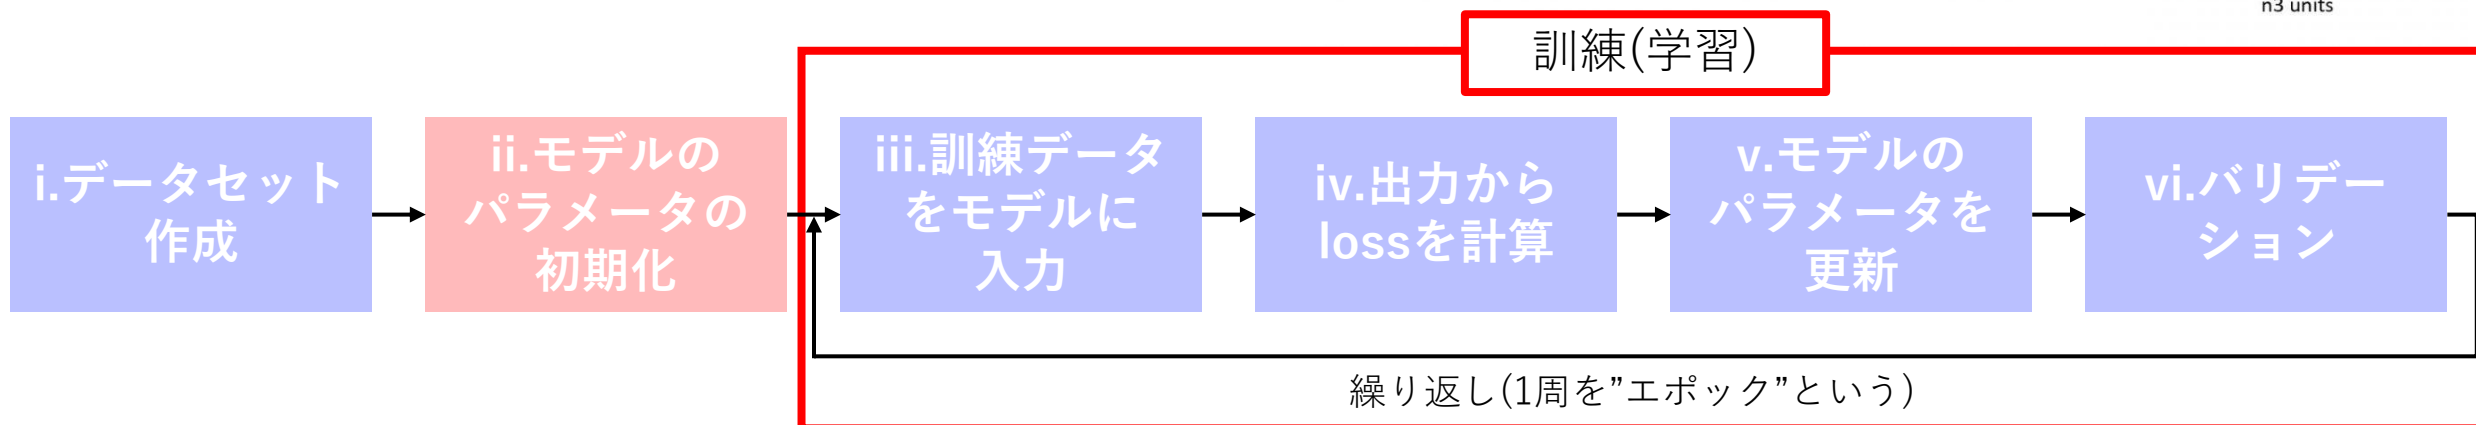 n3 units
訓練(学習)
i.データセット
作成
ii.モデルの
パラメータの
初期化
iii.訓練データ
をモデルに
入力
iv.出力から
lossを計算
v.モデルの
パラメータを
更新
vi.バリデー
ション
繰り返し(1周を”エポック”という)